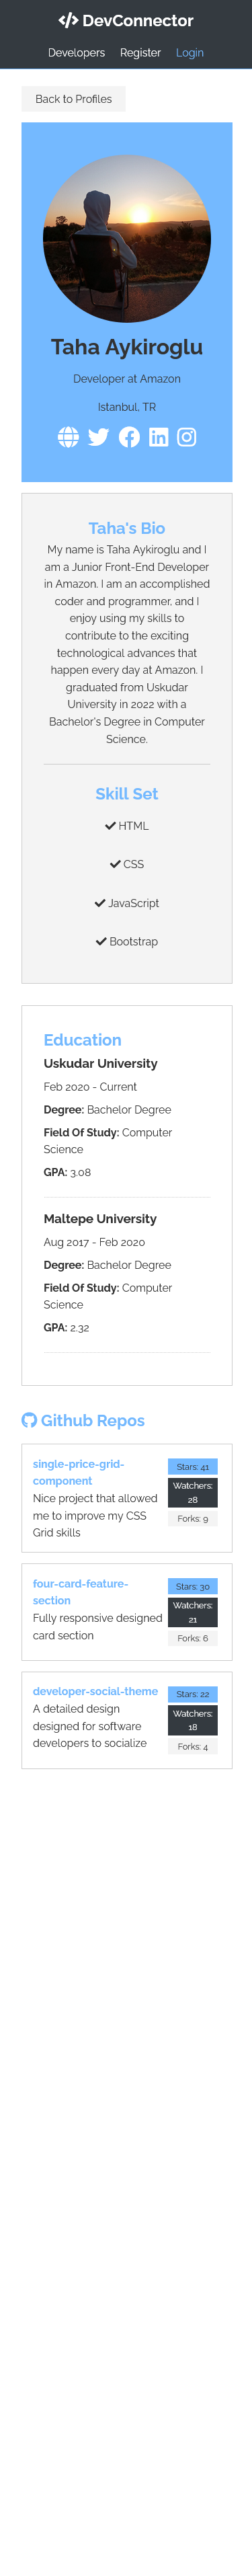 DevConnector
Developers Register Login
Back to Profiles
Taha Aykiroglu
Developer at Amazon
Istanbul, TR
Taha's Bio
My name is Taha Aykiroglu and I
am a Junior Front-End Developer
in Amazon. I am an accomplished
coder and programmer, and I
enjoy using my skills to
contribute to the exciting
technological advances that
happen every day at Amazon. I
graduated from Uskudar
University in 2022 with a
Bachelor's Degree in Computer
Science.
Skill Set
HTML
CSS
JavaScript
Bootstrap
Education
Uskudar University
Feb 2020 - Current
Degree: Bachelor Degree
Field Of Study: Computer
Science
GPA: 3.08
Maltepe University
Aug 2017 - Feb 2020
Degree: Bachelor Degree
Field Of Study: Computer
Science
GPA: 2.32
Github Repos
single-price-grid-
component
Nice project that allowed
me to improve my CSS
Grid skills
Stars: 41
Watchers:
28
Forks: 9
four-card-feature-
section
Fully responsive designed
card section
Stars: 30
Watchers:
21
Forks: 6
developer-social-theme
A detailed design
designed for software
developers to socialize
Stars: 22
Watchers:
18
Forks: 4